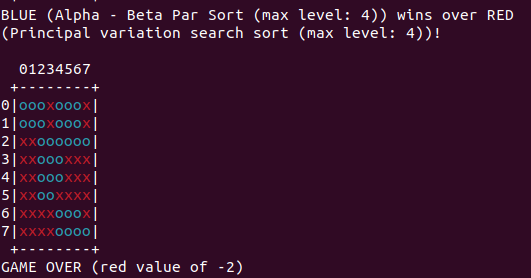 BLUE (Alpha - Beta Par Sort (max level: 4)) wins over RED
(Principal variation search sort (max level: 4))!
  01234567
 +--------+
0|oooxooox|
1|oooxooox|
2|xxoooooo|
3|xxoooxxx|
4|xxoooxxx|
5|xxooxxxx|
6|xxxxooox|
7|xxxxoooo|
 +--------+
GAME OVER (red value of -2)